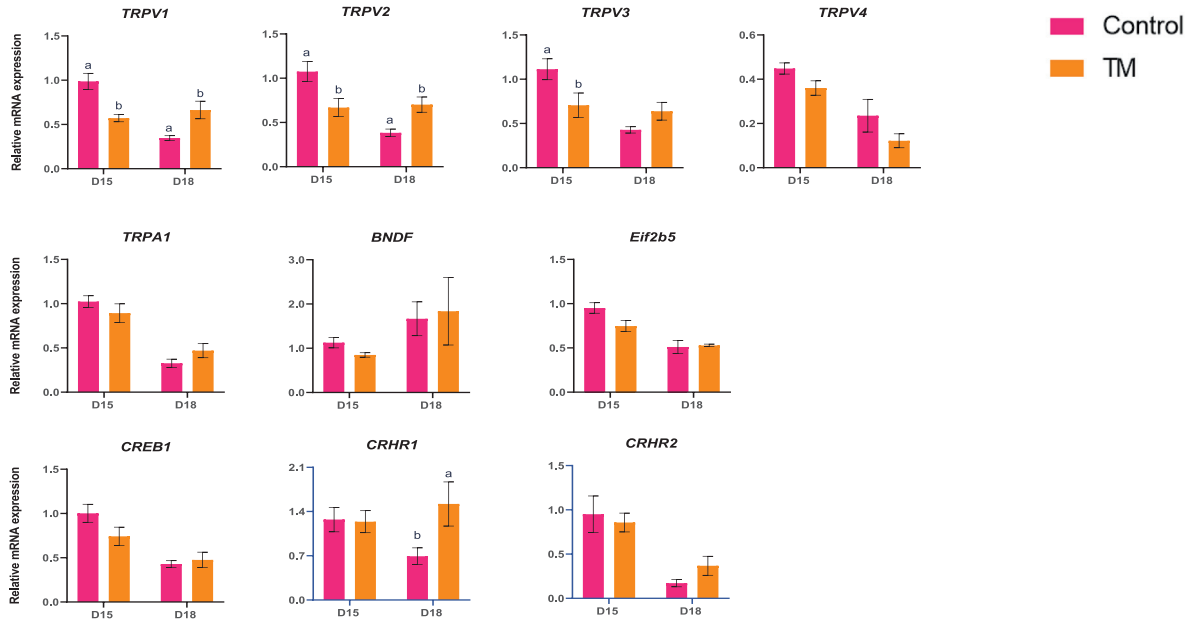 TRPV1 TRPV2 TRPV3 TRPV4
Control
TM
Relative mRNA expression
1.5
1.0
0.5
0.0
a
b
a
b
D15 D18
1.5
1.0
0.5
0.0
a
b
a
b
D15 D18
1.5
1.0
0.5
0.0
a
b
D15 D18
0.6
0.4
0.2
0.0
D15 D18
TRPA1 BNDF Eif2b5
Relative mRNA expression
1.5
1.0
0.5
0.0
D15 D18
3.0
2.0
1.0
0.0
D15 D18
1.5
1.0
0.5
0.0
D15 D18
CREB1 CRHR1 CRHR2
Relative mRNA expression
1.5
1.0
0.5
0.0
D15 D18
2.1
1.4
0.7
0.0
b
a
D15 D18
1.5
1.0
0.5
0.0
D15 D18